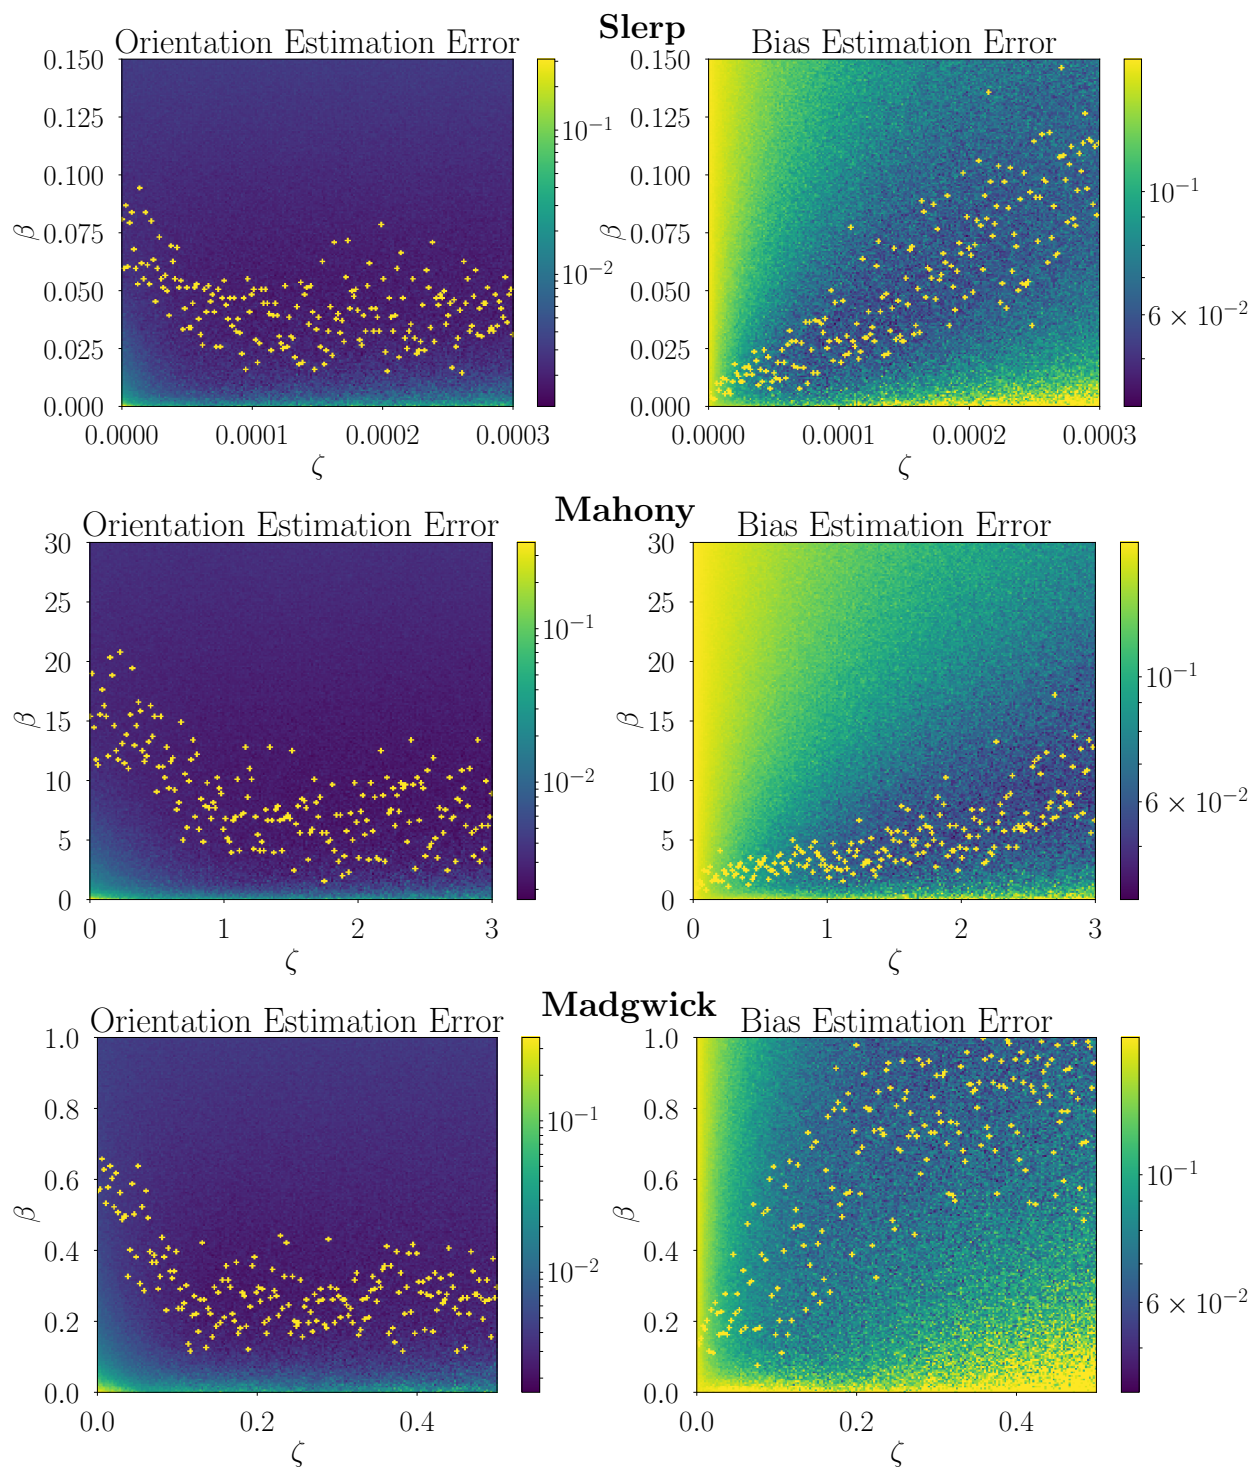 Slerp
Orientation Estimation Error
Bias Estimation Error
0.150
0.125
0.100
0.075
0.050
0.025
0.000
β
0.0000 0.0001 0.0002 0.0003
ζ
10⁻¹
10⁻²
0.150
0.125
0.100
0.075
0.050
0.025
0.000
β
0.0000 0.0001 0.0002 0.0003
ζ
10⁻¹
6 × 10⁻²
Mahony
Orientation Estimation Error
Bias Estimation Error
30
25
20
15
10
5
0
β
0 1 2 3
ζ
10⁻¹
10⁻²
30
25
20
15
10
5
0
β
0 1 2 3
ζ
10⁻¹
6 × 10⁻²
Madgwick
Orientation Estimation Error
Bias Estimation Error
1.0
0.8
0.6
0.4
0.2
0.0
β
0.0 0.2 0.4
ζ
10⁻¹
10⁻²
1.0
0.8
0.6
0.4
0.2
0.0
β
0.0 0.2 0.4
ζ
10⁻¹
6 × 10⁻²